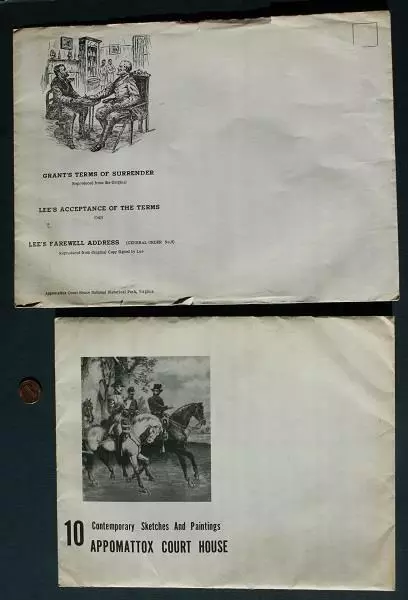 GRANT'S TERMS OF SURRENDER
Reproduced from the Original
LEE'S ACCEPTANCE OF THE TERMS
Copy
LEE'S FAREWELL ADDRESS (GENERAL ORDER No.9)
Reproduced from Original Copy Signed by Lee
Appomattox Court House National Historical Park, Virginia
10 Contemporary Sketches And Paintings
APPOMATTOX COURT HOUSE